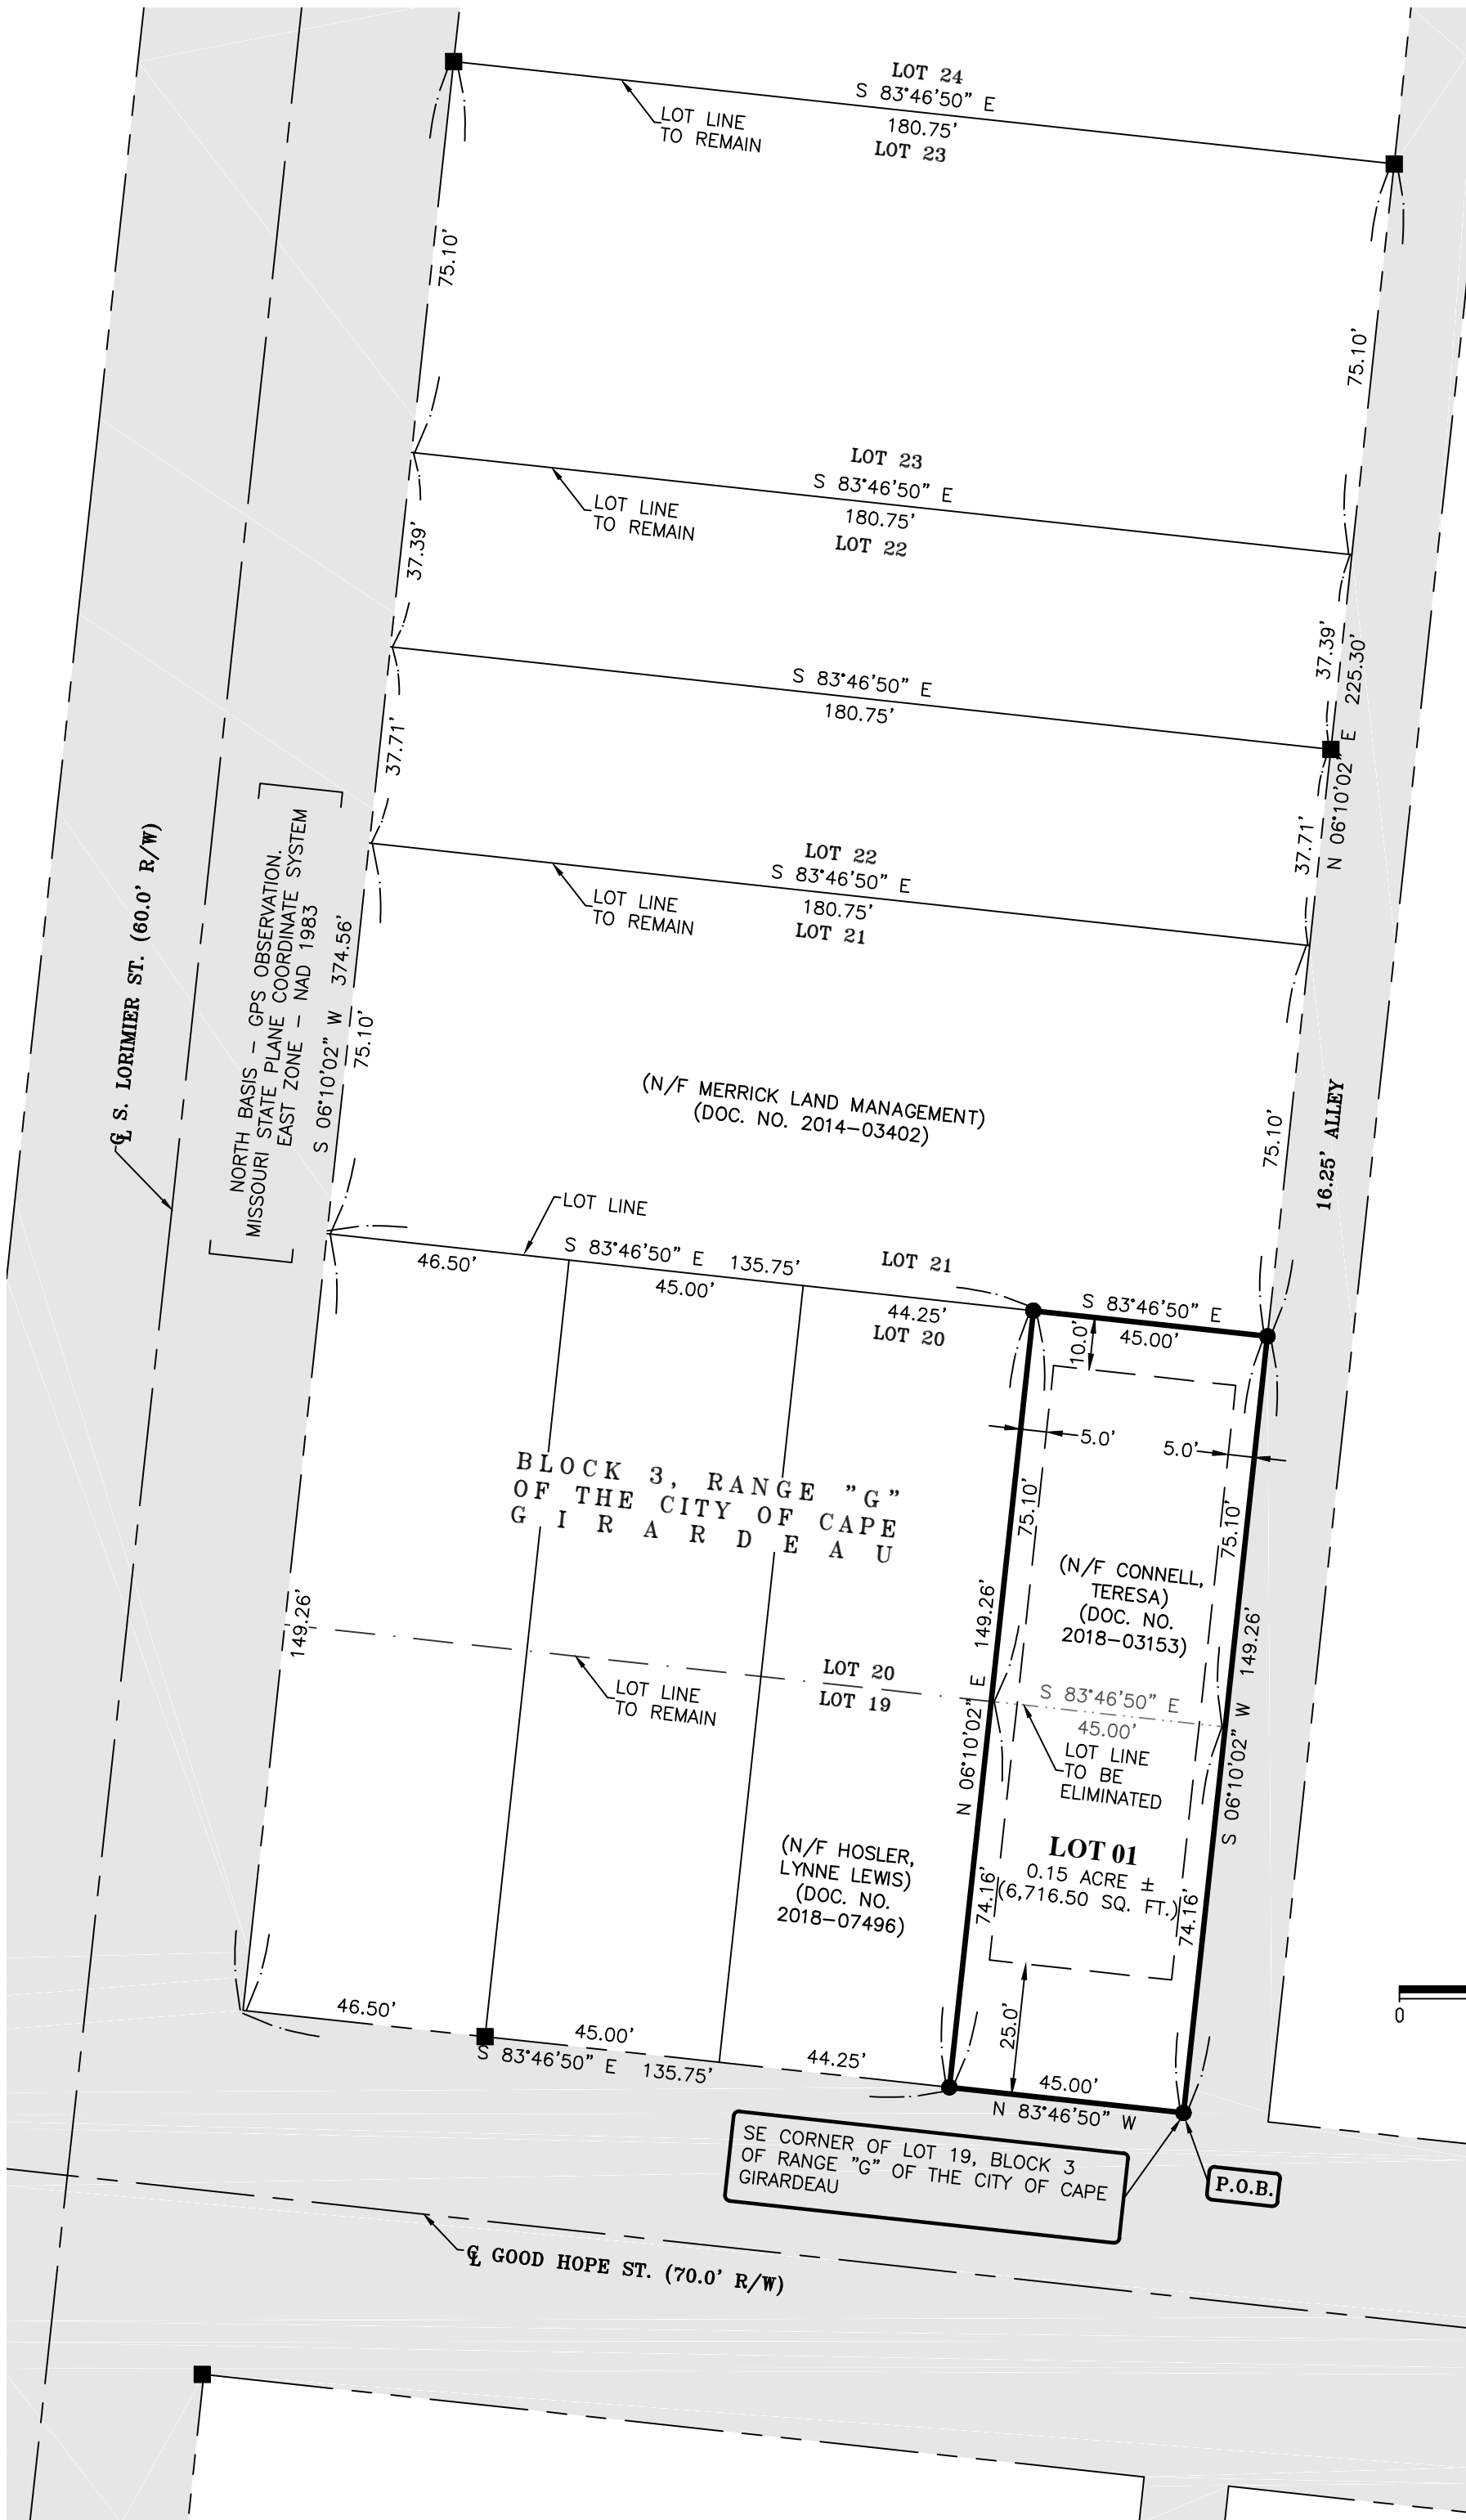 LOT 24
S 83°46'50" E
180.75'
LOT 23
LOT LINE
TO REMAIN
75.10'
75.10'
LOT 23
S 83°46'50" E
180.75'
LOT 22
LOT LINE
TO REMAIN
37.39'
37.39'
N 06°10'02" E 225.30'
S 83°46'50" E
180.75'
37.71'
37.71'
LOT 22
S 83°46'50" E
180.75'
LOT 21
LOT LINE
TO REMAIN
℄ S. LORIMIER ST. (60.0' R/W)
NORTH BASIS – GPS OBSERVATION.
MISSOURI STATE PLANE COORDINATE SYSTEM
EAST ZONE – NAD 1983
S 06°10'02" W 374.56'
75.10'
(N/F MERRICK LAND MANAGEMENT)
(DOC. NO. 2014–03402)
75.10'
16.25' ALLEY
LOT LINE
S 83°46'50" E 135.75'
46.50'
45.00'
44.25'
LOT 21
LOT 20
S 83°46'50" E
45.00'
10.0'
5.0'
5.0'
BLOCK 3, RANGE "G"
OF THE CITY OF CAPE
GIRARDEAU
75.10'
75.10'
(N/F CONNELL,
TERESA)
(DOC. NO.
2018–03153)
149.26'
N 06°10'02" E 149.26'
S 06°10'02" W 149.26'
LOT 20
LOT 19
LOT LINE
TO REMAIN
S 83°46'50" E
45.00'
LOT LINE
TO BE
ELIMINATED
(N/F HOSLER,
LYNNE LEWIS)
(DOC. NO.
2018–07496)
LOT 01
0.15 ACRE ±
(6,716.50 SQ. FT.)
74.16'
74.16'
25.0'
46.50'
45.00'
44.25'
S 83°46'50" E 135.75'
45.00'
N 83°46'50" W
0
SE CORNER OF LOT 19, BLOCK 3
OF RANGE "G" OF THE CITY OF CAPE
GIRARDEAU
P.O.B.
℄ GOOD HOPE ST. (70.0' R/W)